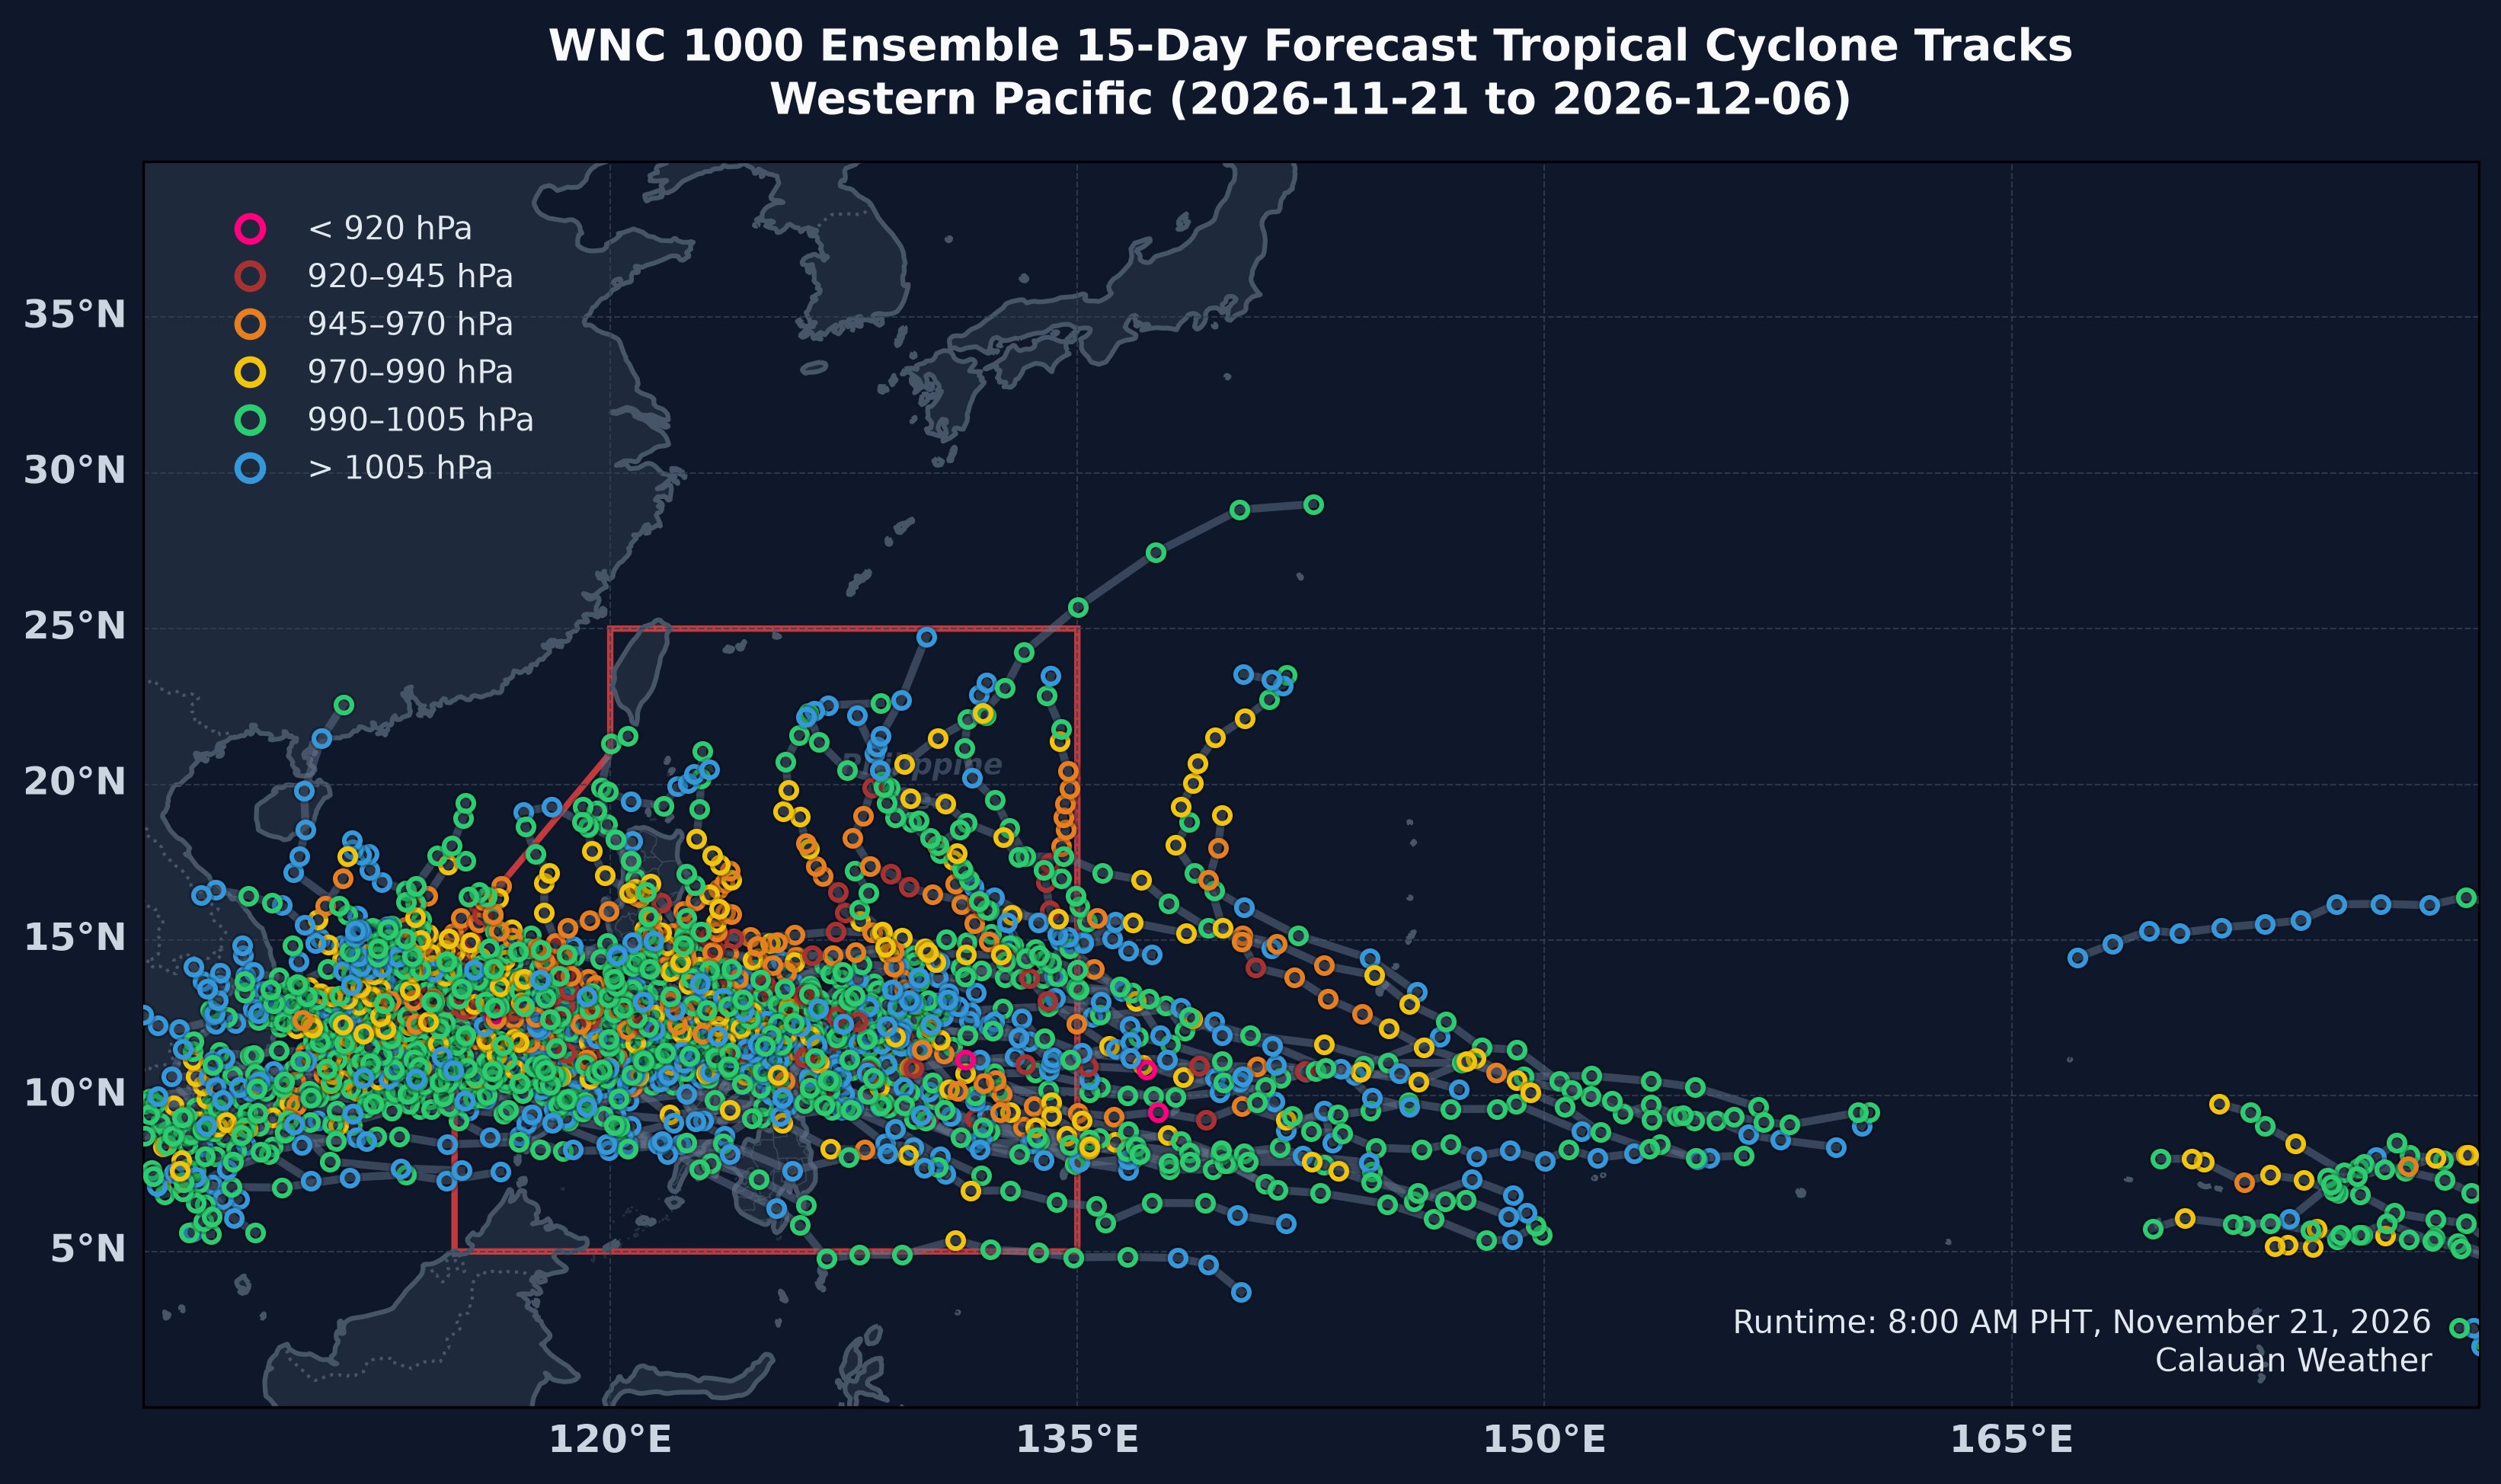 WNC 1000 Ensemble 15-Day Forecast Tropical Cyclone Tracks
Western Pacific (2026-11-21 to 2026-12-06)
< 920 hPa
920–945 hPa
945–970 hPa
970–990 hPa
990–1005 hPa
> 1005 hPa
35°N
30°N
25°N
20°N
15°N
10°N
5°N
Philippine
Runtime: 8:00 AM PHT, November 21, 2026
Calauan Weather
120°E
135°E
150°E
165°E